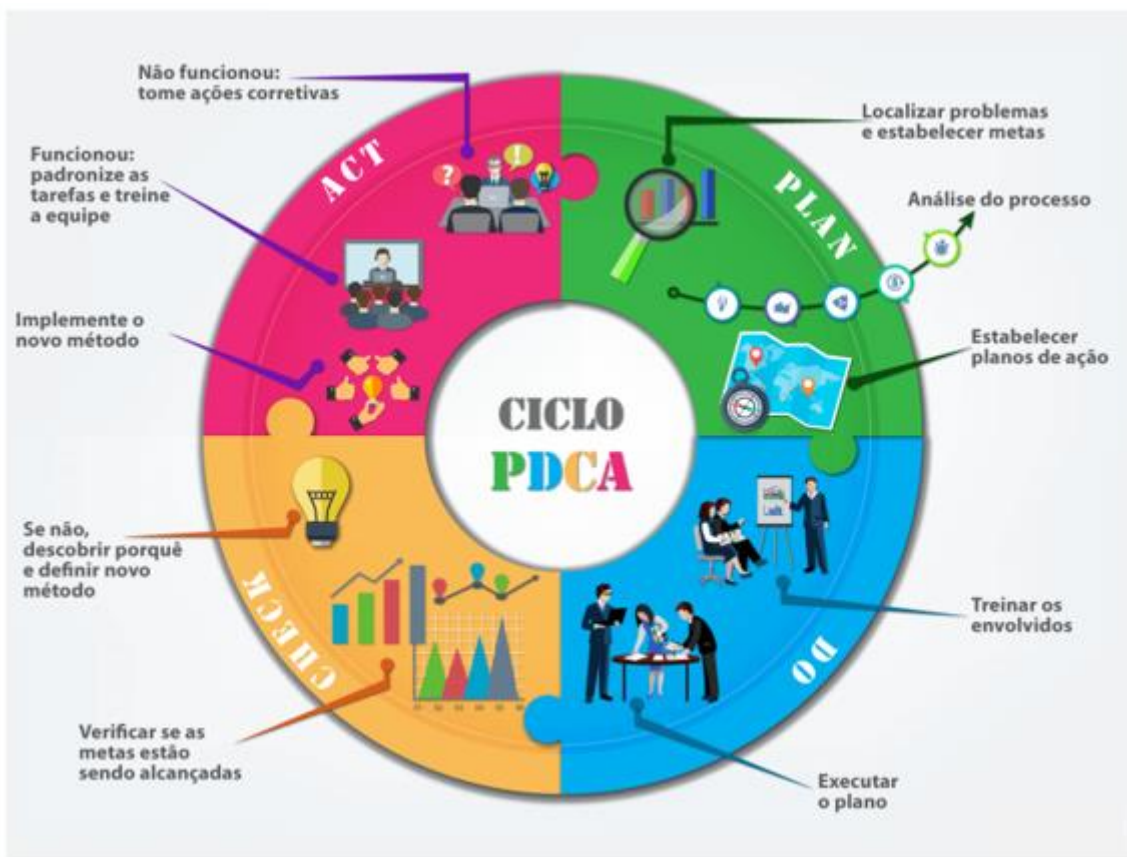 Não funcionou:
tome ações corretivas
Funcionou:
padronize as
tarefas e treine
a equipe
Implemente o
novo método
ACT
Localizar problemas
e estabelecer metas
Análise do processo
Estabelecer
planos de ação
PLAN
CICLO
PDCA
Treinar os
envolvidos
Executar
o plano
DO
Se não,
descobrir porquê
e definir novo
método
Verificar se as
metas estão
sendo alcançadas
CHECK
?
!